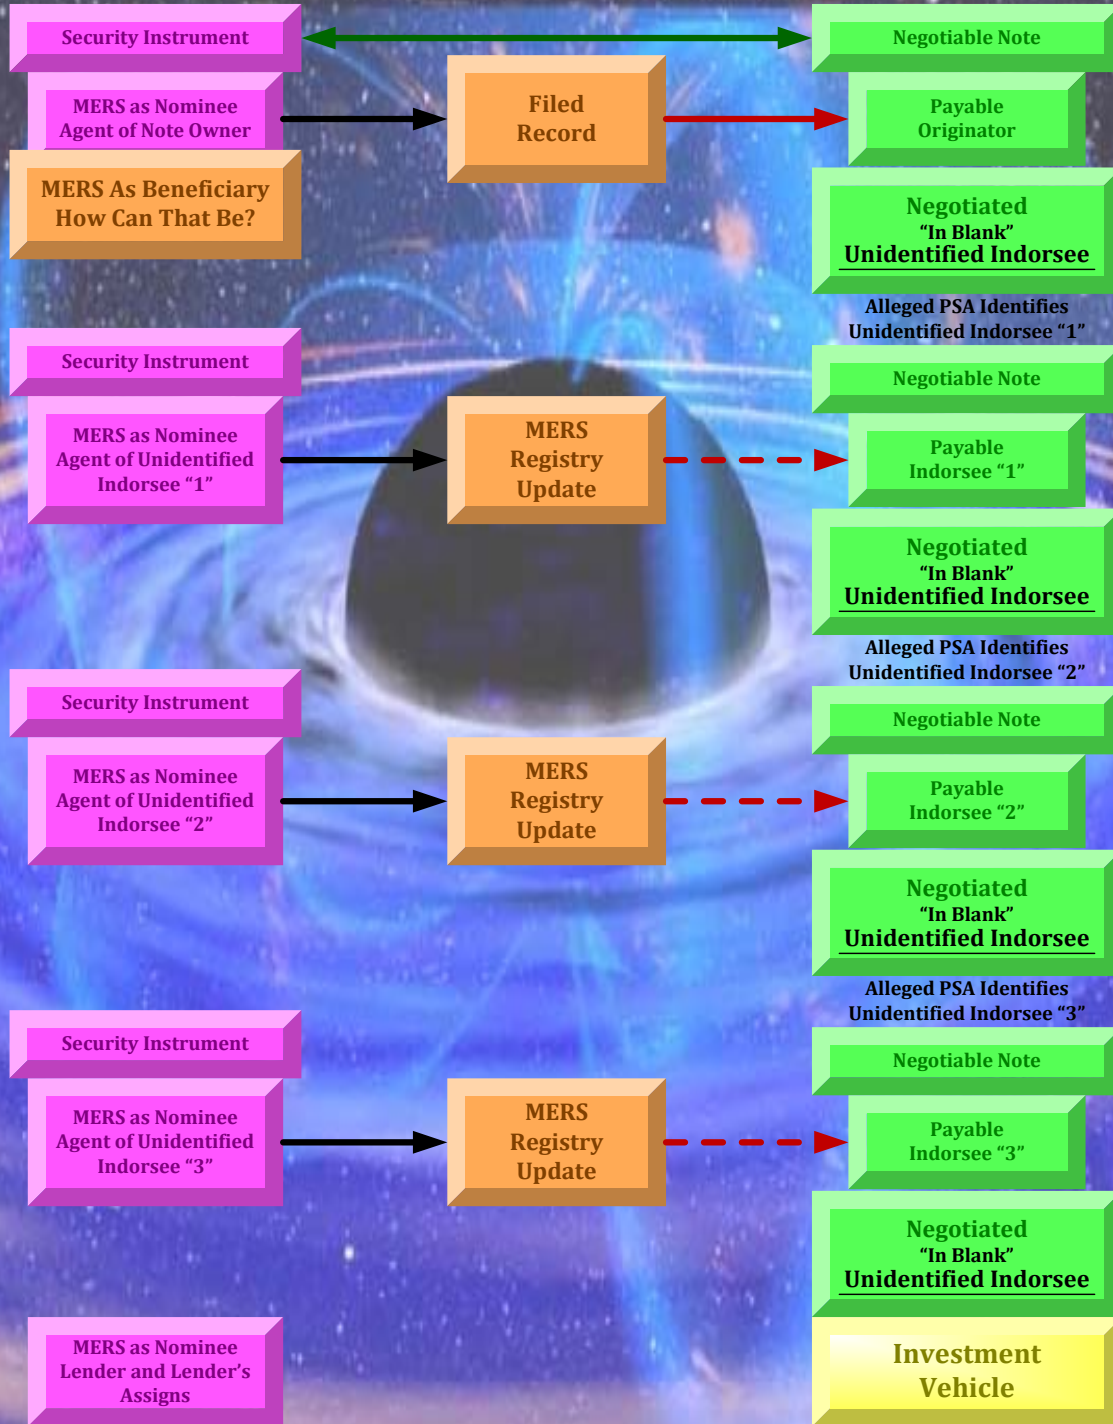 Security Instrument
Negotiable Note
MERS as Nominee
Agent of Note Owner
Filed
Record
Payable
Originator
MERS As Beneficiary
How Can That Be?
Negotiated
“In Blank”
Unidentified Indorsee
Alleged PSA Identifies
Unidentified Indorsee “1”
Security Instrument
Negotiable Note
MERS as Nominee
Agent of Unidentified
Indorsee “1”
MERS
Registry
Update
Payable
Indorsee “1”
Negotiated
“In Blank”
Unidentified Indorsee
Alleged PSA Identifies
Unidentified Indorsee “2”
Security Instrument
Negotiable Note
MERS as Nominee
Agent of Unidentified
Indorsee “2”
MERS
Registry
Update
Payable
Indorsee “2”
Negotiated
“In Blank”
Unidentified Indorsee
Alleged PSA Identifies
Unidentified Indorsee “3”
Security Instrument
Negotiable Note
MERS as Nominee
Agent of Unidentified
Indorsee “3”
MERS
Registry
Update
Payable
Indorsee “3”
Negotiated
“In Blank”
Unidentified Indorsee
MERS as Nominee
Lender and Lender’s
Assigns
Investment
Vehicle